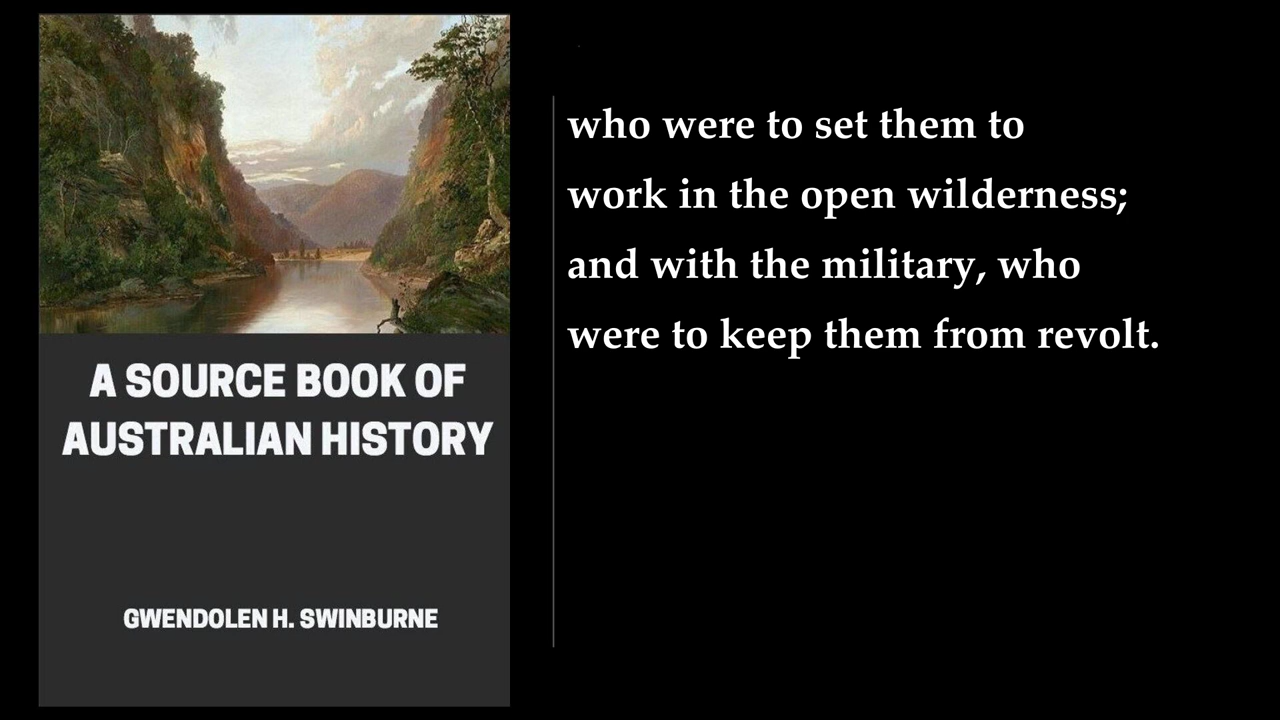 A SOURCE BOOK OF
AUSTRALIAN HISTORY
GWENDOLEN H. SWINBURNE
who were to set them to
work in the open wilderness;
and with the military, who
were to keep them from revolt.